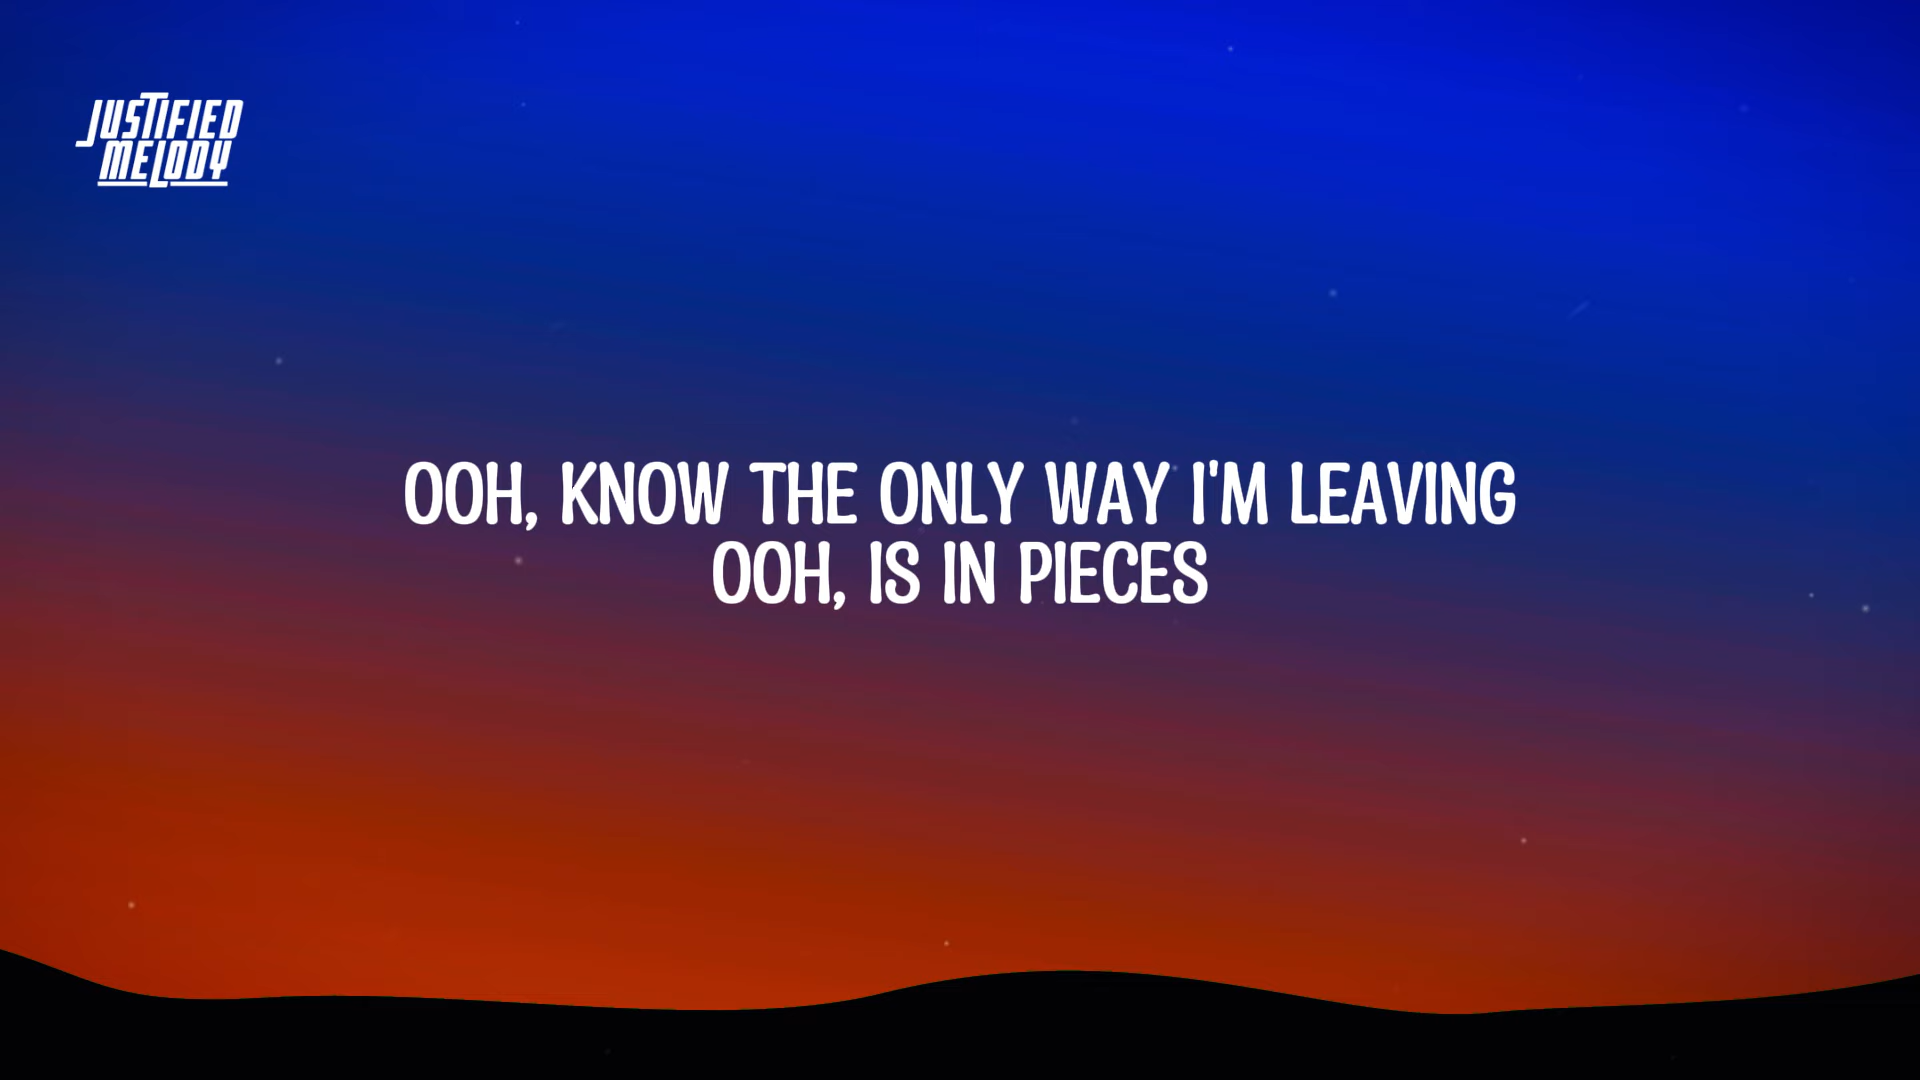 JUSTIFIED
MELODY
OOH, KNOW THE ONLY WAY I'M LEAVING
OOH, IS IN PIECES